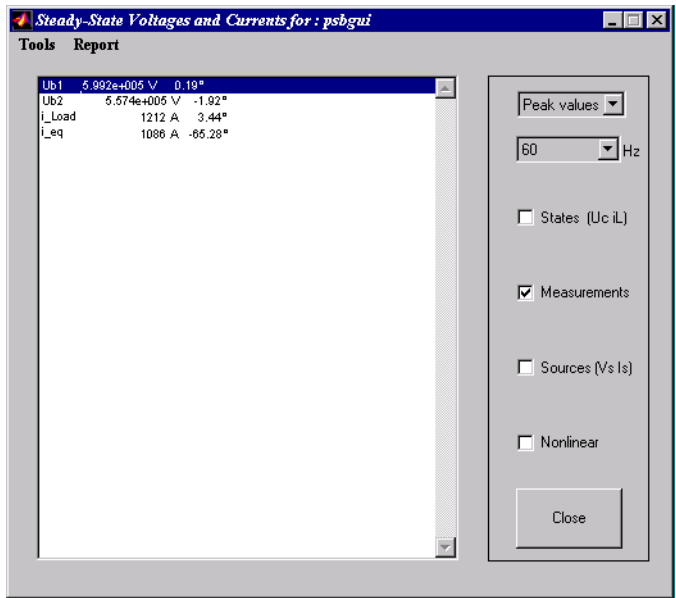 Steady-State Voltages and Currents for : psbgui
Tools Report
Ub1 5.992e+005 V 0.19°
Ub2 5.574e+005 V -1.92°
i_Load 1212 A 3.44°
i_eq 1086 A -65.28°
Peak values
60 Hz
States (Uc iL)
Measurements
Sources (Vs Is)
Nonlinear
Close